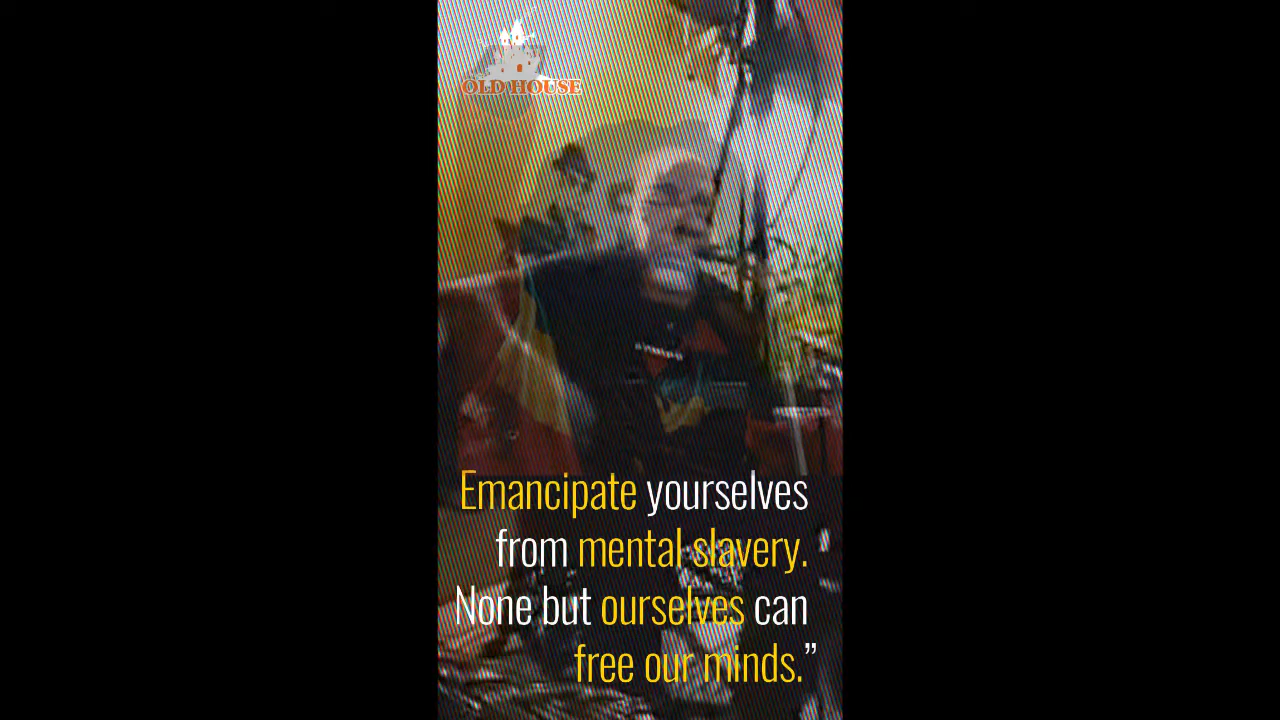 OLD HOUSE
Emancipate yourselves
from mental slavery.
None but ourselves can
free our minds.”